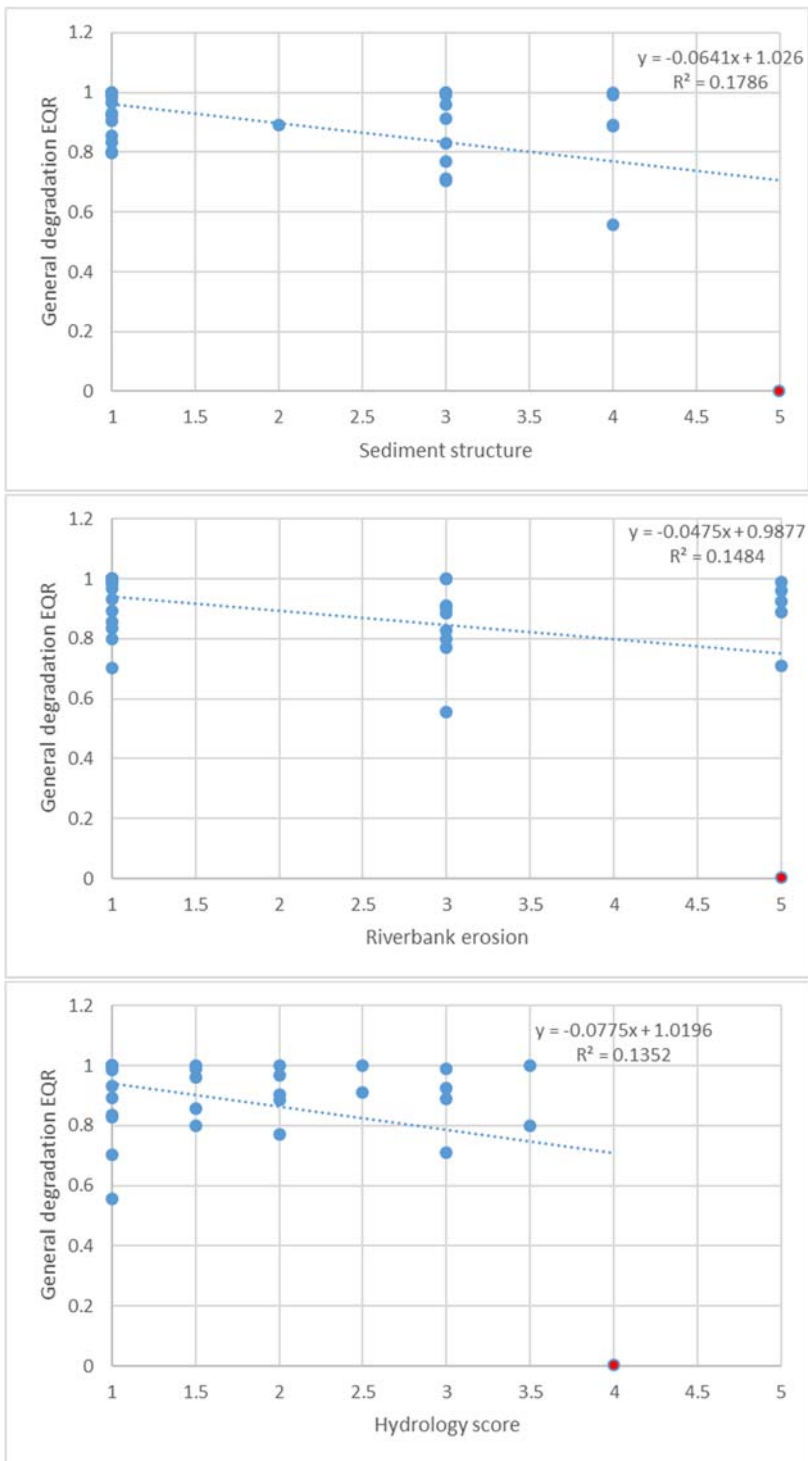 1.2
y = -0.0641x + 1.026
R² = 0.1786
1
0.8
0.6
0.4
0.2
0
General degradation EQR
1 1.5 2 2.5 3 3.5 4 4.5 5
Sediment structure
1.2
y = -0.0475x + 0.9877
R² = 0.1484
1
0.8
0.6
0.4
0.2
0
General degradation EQR
1 1.5 2 2.5 3 3.5 4 4.5 5
Riverbank erosion
1.2
y = -0.0775x + 1.0196
R² = 0.1352
1
0.8
0.6
0.4
0.2
0
General degradation EQR
1 1.5 2 2.5 3 3.5 4 4.5 5
Hydrology score